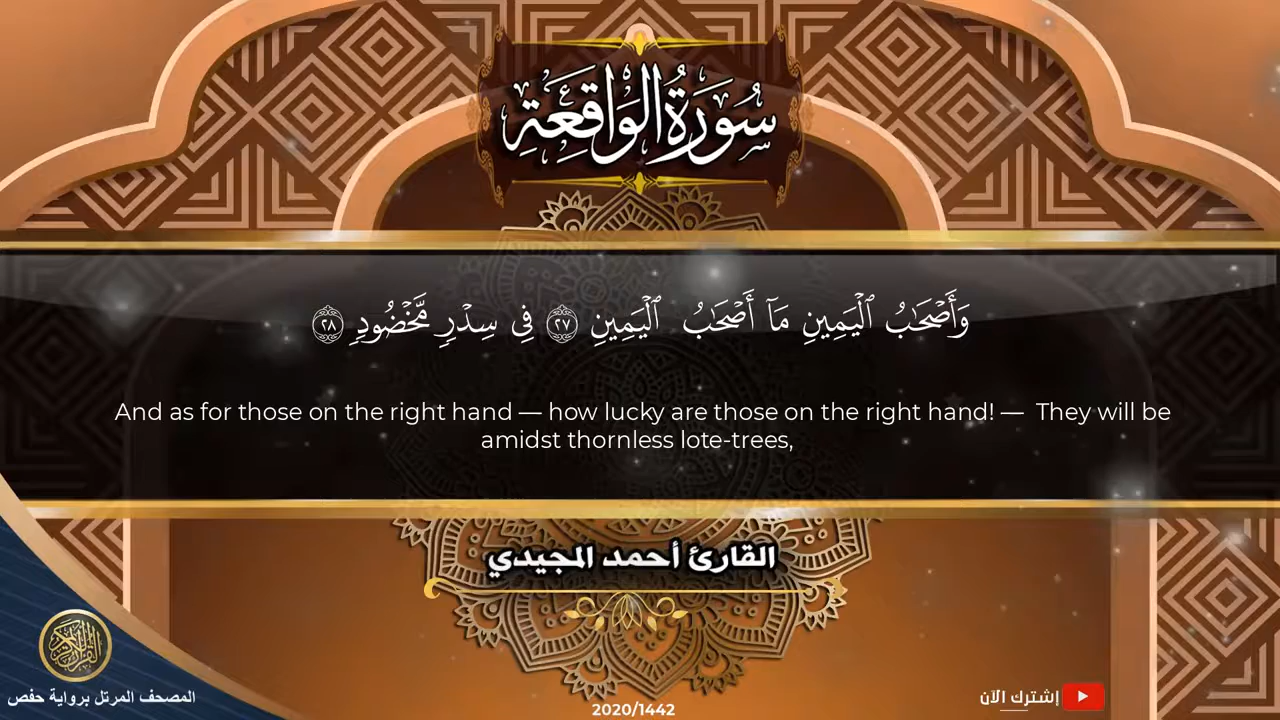 سُورَةُ الوَاقِعَةِ
وَأَصْحَٰبُ ٱلْيَمِينِ مَآ أَصْحَٰبُ ٱلْيَمِينِ ٢٧ فِى سِدْرٍ مَّخْضُودٍ ٢٨
And as for those on the right hand — how lucky are those on the right hand! — They will be
amidst thornless lote-trees,
القارئ أحمد المجيدي
المصحف المرتل برواية حفص
إشترك الآن
2020/1442